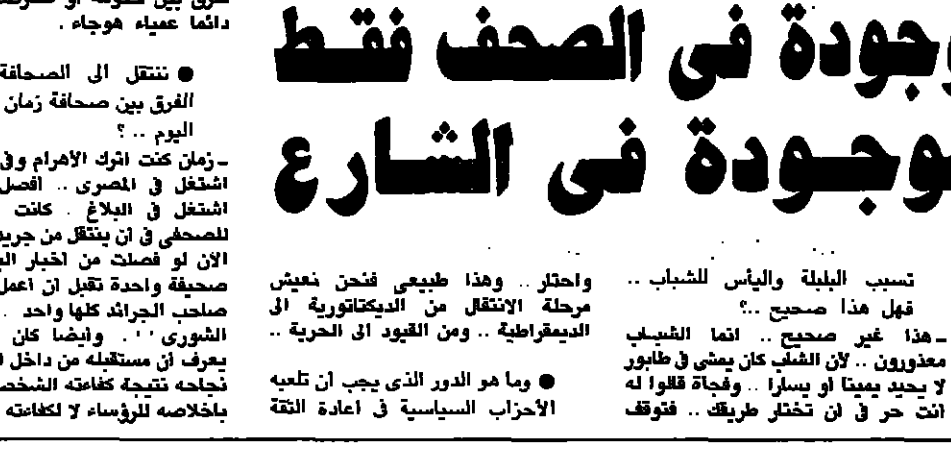 وجودة فى الصحف فقط
وجودة فى الشارع
تسبب البلبلة واليأس للشباب ..
فهل هذا صحيح ..؟
ـ هذا غير صحيح .. انما الشباب
معذورون .. لأن الشاب كان يمشى فى طابور
لا يحيد يمينا او يسارا .. وفجأة قالوا له
انت حر فى ان تختار طريقك .. فتوقف
واحتار .. وهذا طبيعى فنحن نعيش
مرحلة الانتقال من الديكتاتورية الى
الديمقراطية .. ومن القيود الى الحرية ..
● وما هو الدور الذى يجب أن تلعبه
الأحزاب السياسية فى اعادة الثقة
دائما عمياء هوجاء .
● ننتقل الى الصحافة
الفرق بين صحافة زمان
اليوم .. ؟
ـ زمان كنت اترك الأهرام وفى
اشتغل فى المصرى .. افصل
اشتغل فى البلاغ . كانت
للصحفى فى ان ينتقل من جريد
الآن لو فصلت من اخبار الي
صحيفة واحدة تقبل ان اعمل
صاحب الجرائد كلها واحد .
الشورى '' . وايضا كان
يعرف أن مستقبله من داخل
نجاحه نتيجة كفاءته الشخص
باخلاصه للرؤساء لا لكفاءته